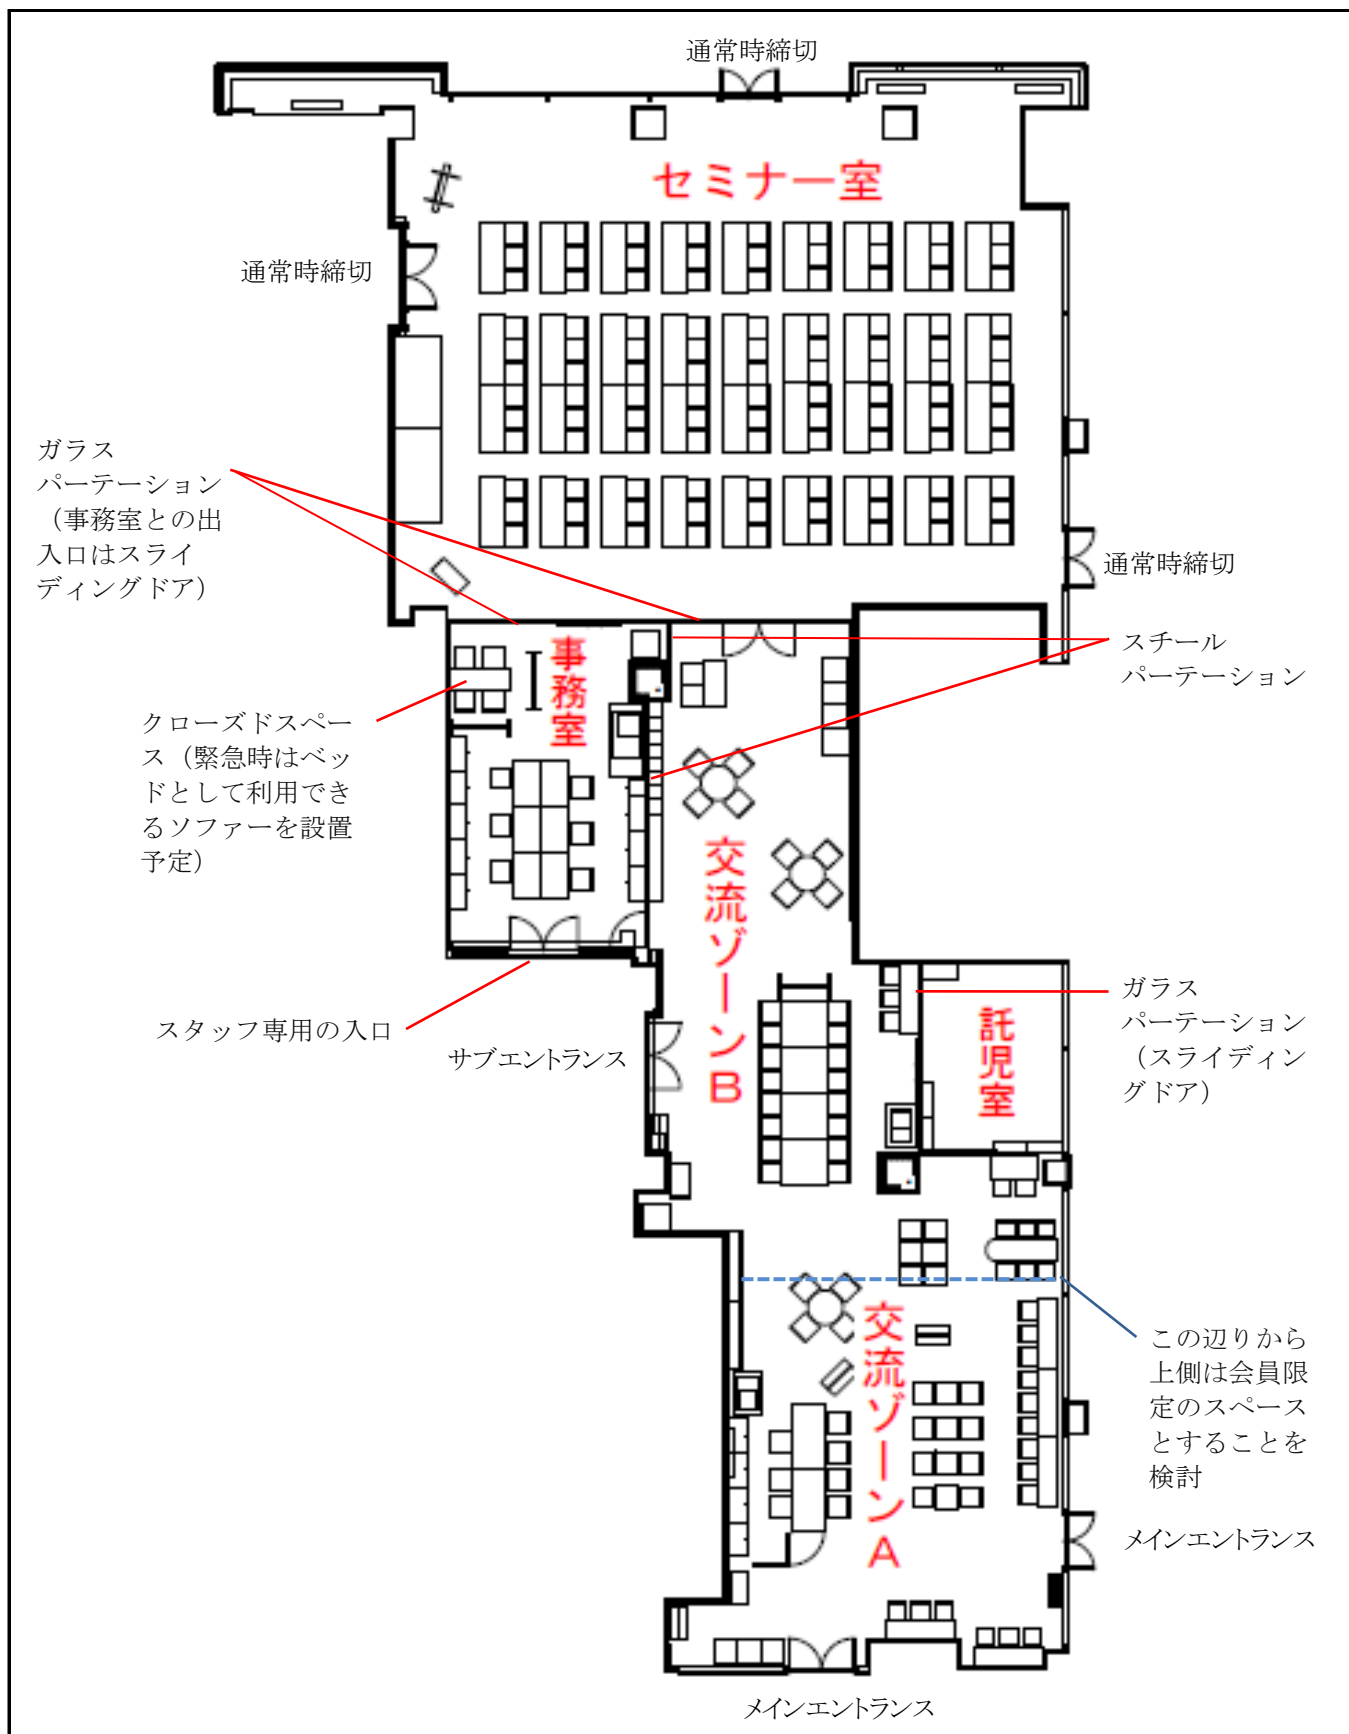 通常時締切
セミナー室
通常時締切
ガラス
パーテーション
（事務室との出
入口はスライ
ディングドア）
通常時締切
事務室
スチール
パーテーション
クローズドスペー
ス（緊急時はベッ
ドとして利用でき
るソファーを設置
予定）
交流ゾーンB
ガラス
パーテーション
（スライディン
グドア）
託児室
スタッフ専用の入口
サブエントランス
交流ゾーンA
この辺りから
上側は会員限
定のスペース
とすることを
検討
メインエントランス
メインエントランス